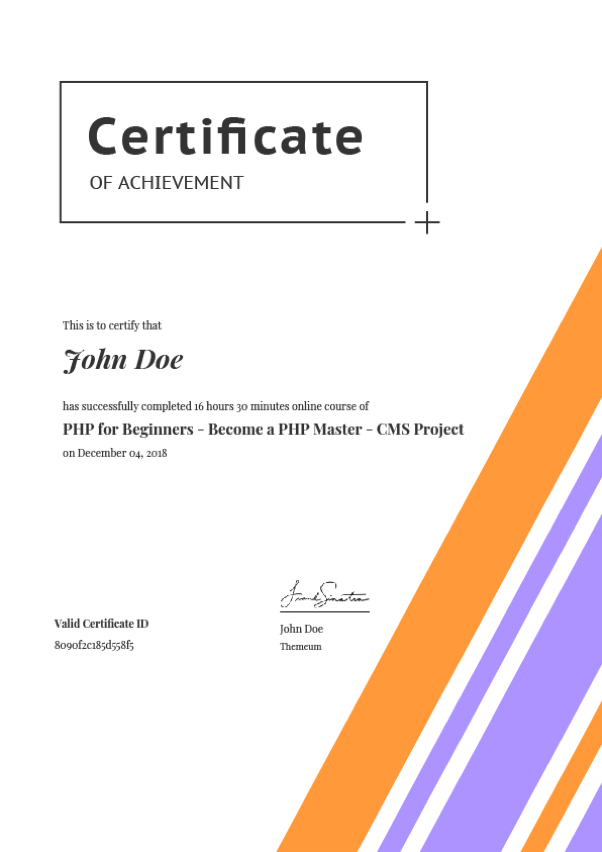 Certificate
OF ACHIEVEMENT
This is to certify that
John Doe
has successfully completed 16 hours 30 minutes online course of
PHP for Beginners - Become a PHP Master - CMS Project
on December 04, 2018
Frank Sinatra
Valid Certificate ID
8090f2c185d558f5
John Doe
Themeum